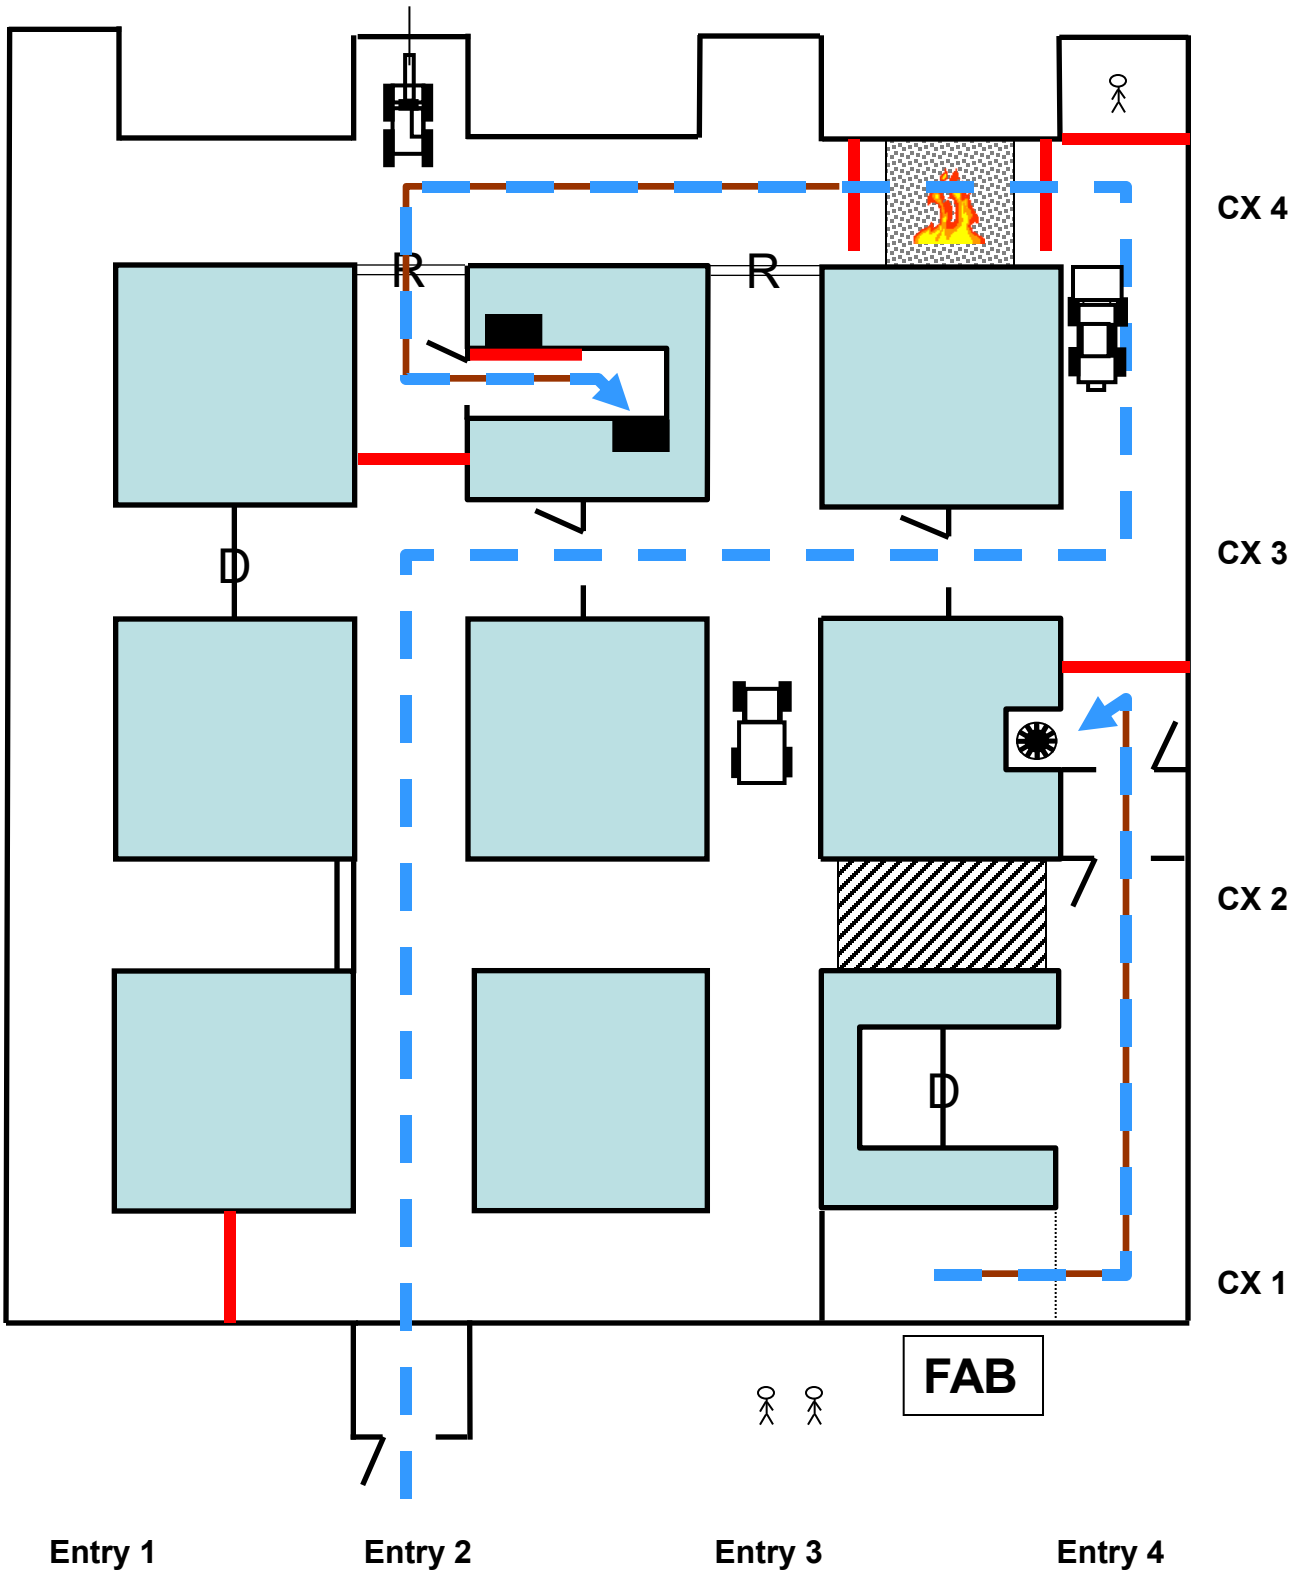 CX 4
R
R
CX 3
D
CX 2
D
CX 1
FAB
Entry 1
Entry 2
Entry 3
Entry 4